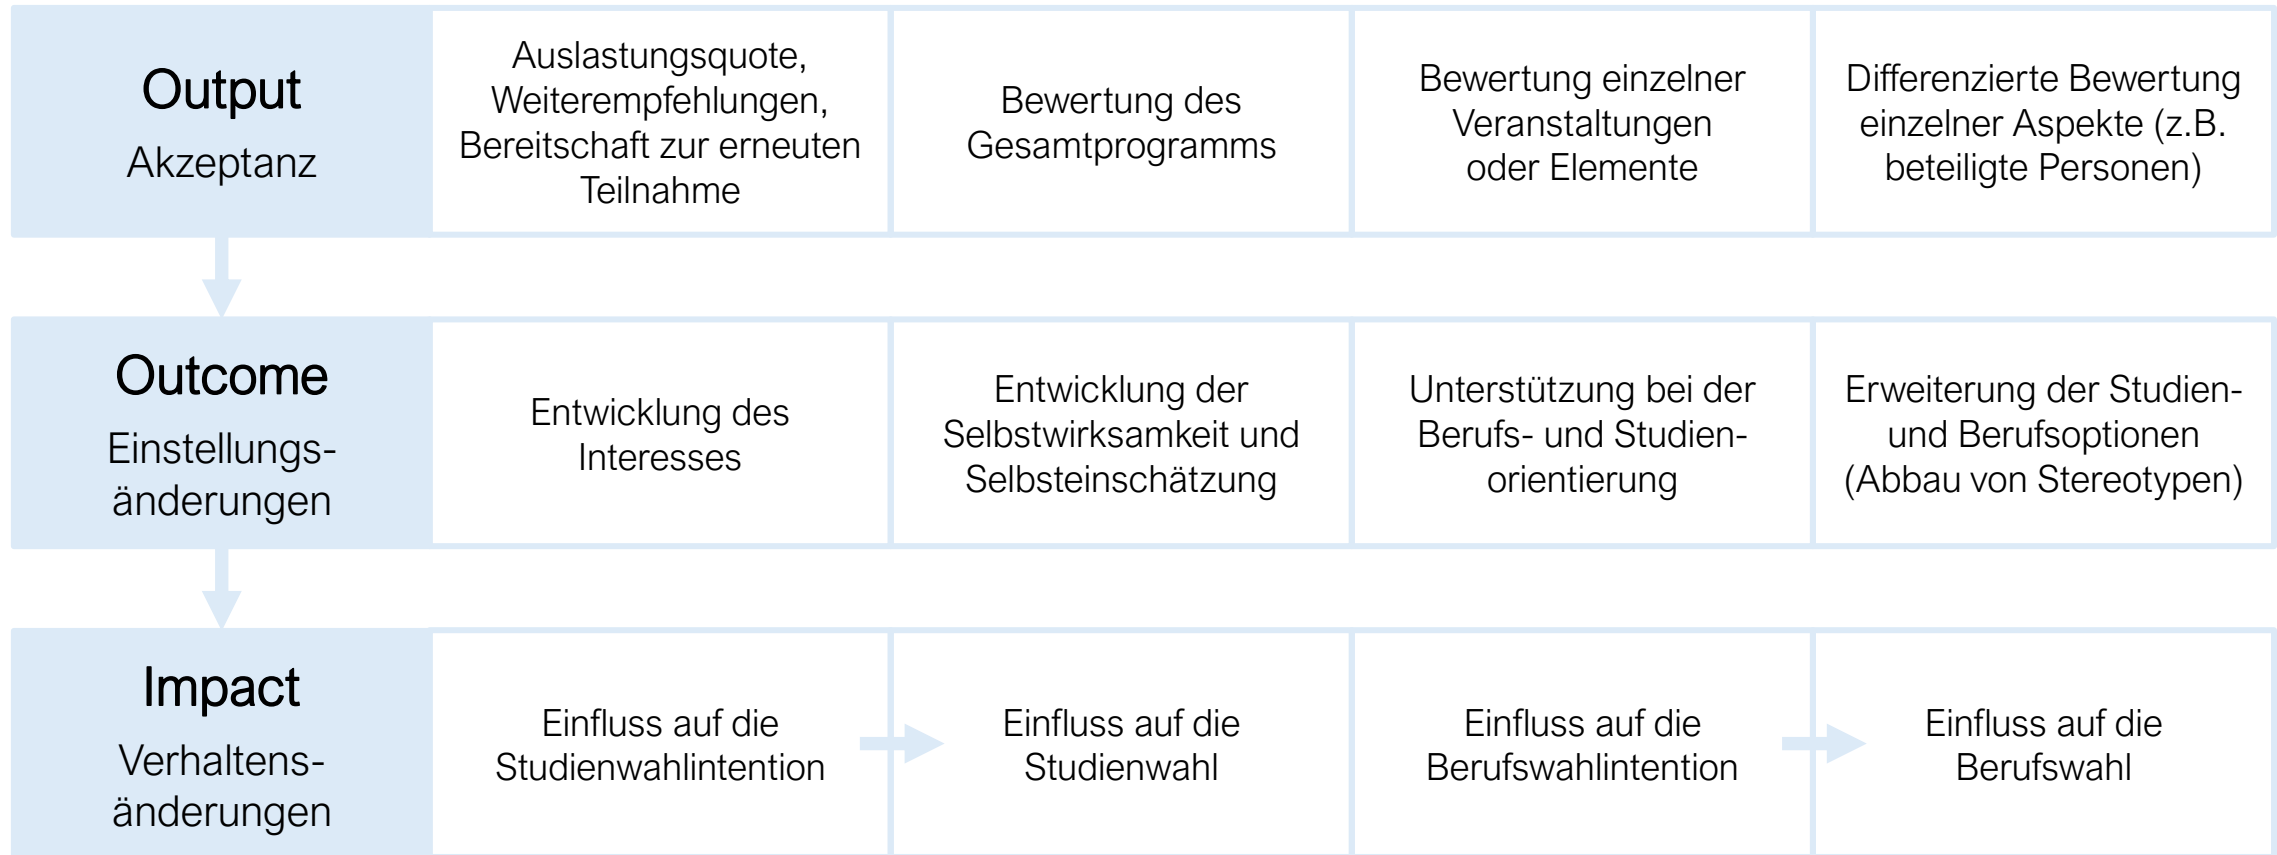 Output
Akzeptanz
Auslastungsquote,
Weiterempfehlungen,
Bereitschaft zur erneuten
Teilnahme
Bewertung des
Gesamtprogramms
Bewertung einzelner
Veranstaltungen
oder Elemente
Differenzierte Bewertung
einzelner Aspekte (z.B.
beteiligte Personen)
Outcome
Einstellungs-
änderungen
Entwicklung des
Interesses
Entwicklung der
Selbstwirksamkeit und
Selbsteinschätzung
Unterstützung bei der
Berufs- und Studien-
orientierung
Erweiterung der Studien-
und Berufsoptionen
(Abbau von Stereotypen)
Impact
Verhaltens-
änderungen
Einfluss auf die
Studienwahlintention
Einfluss auf die
Studienwahl
Einfluss auf die
Berufswahlintention
Einfluss auf die
Berufswahl